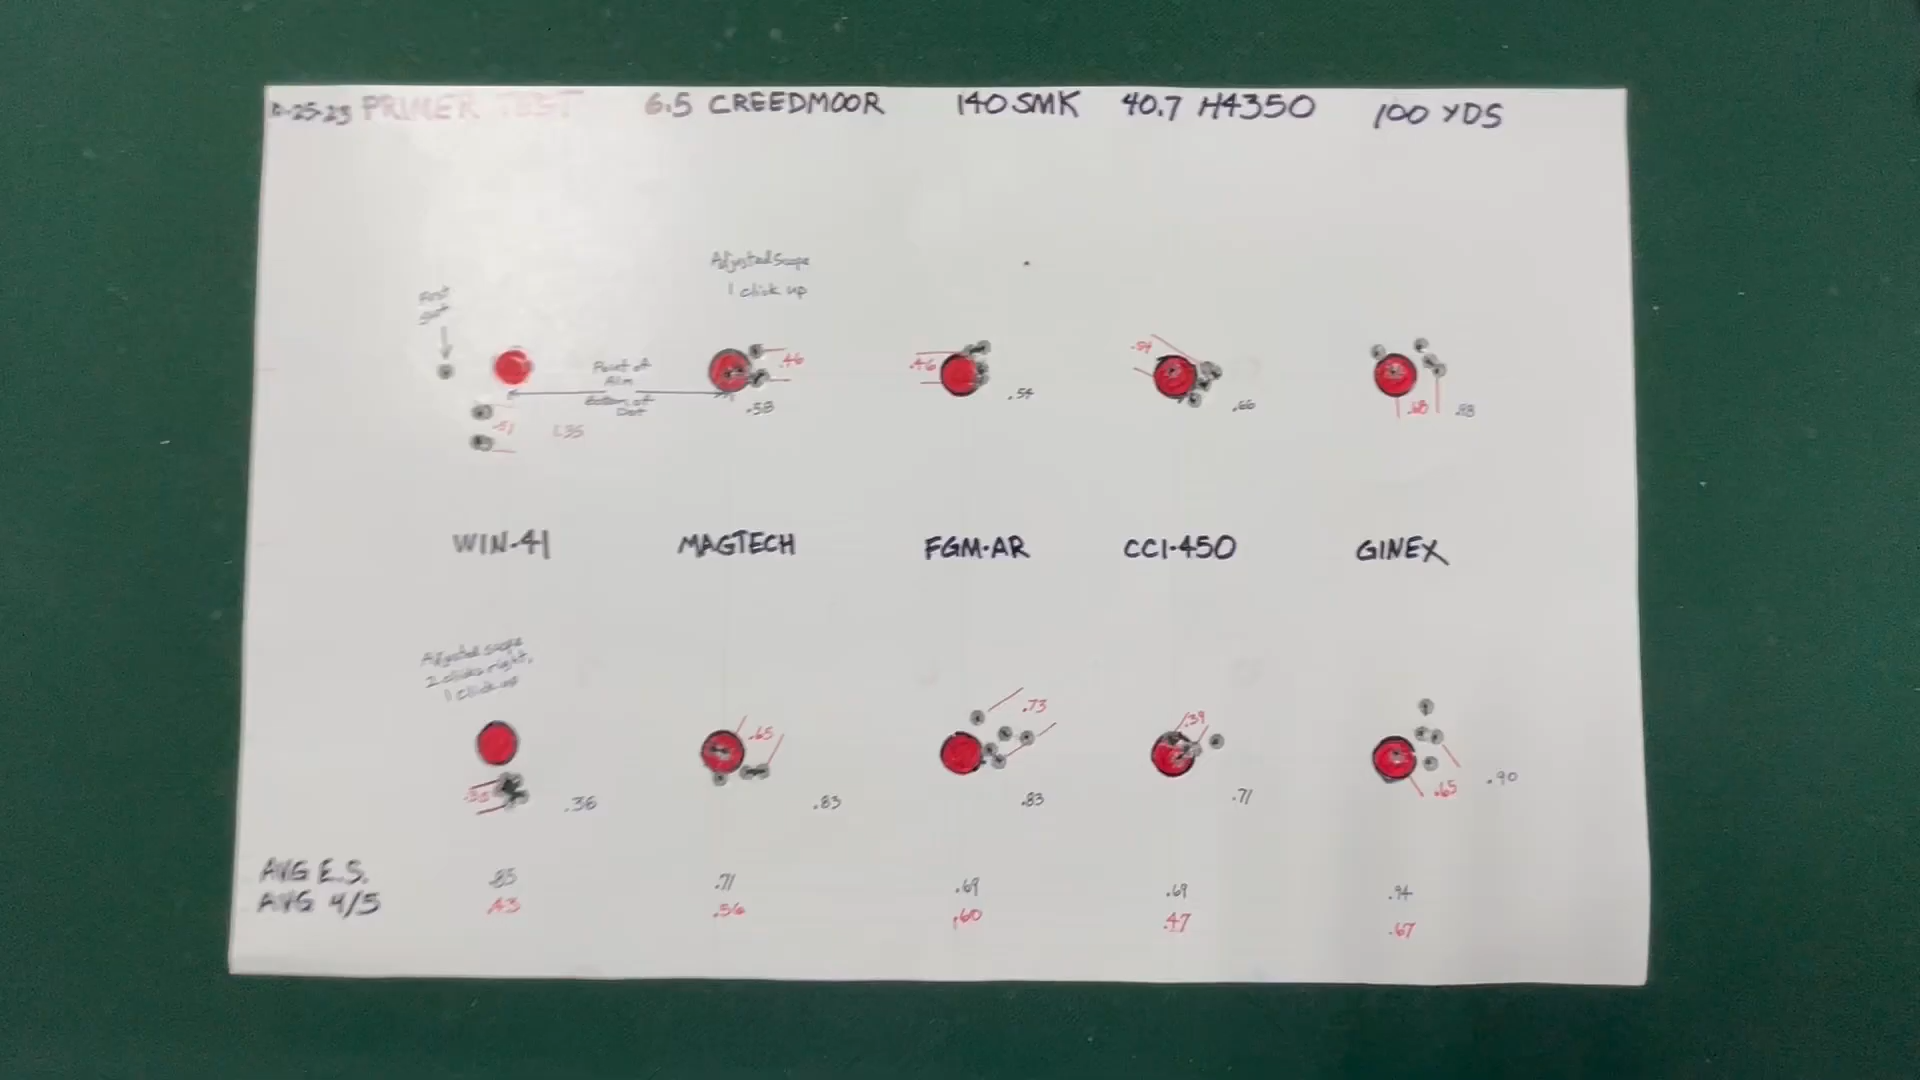 PRIMER TEST 6.5 CREEDMOOR 140 SMK 40.7 H4350 100 YDS
Adjusted Scope
1 click up
First
Shot
Point of
Aim
Bottom of
Dot
.51
1.35
.46
.58
.46
.54
.54
.66
.68
WIN-41 MAGTECH FGM-AR CCI-450 GINEX
Adjusted scope
2 clicks right,
1 click up
.36
.65
.83
.73
.83
.39
.71
.65
.90
AVG E.S. .85 .71 .69 .69 .94
AVG 4/5 .43 .56 .60 .47 .67